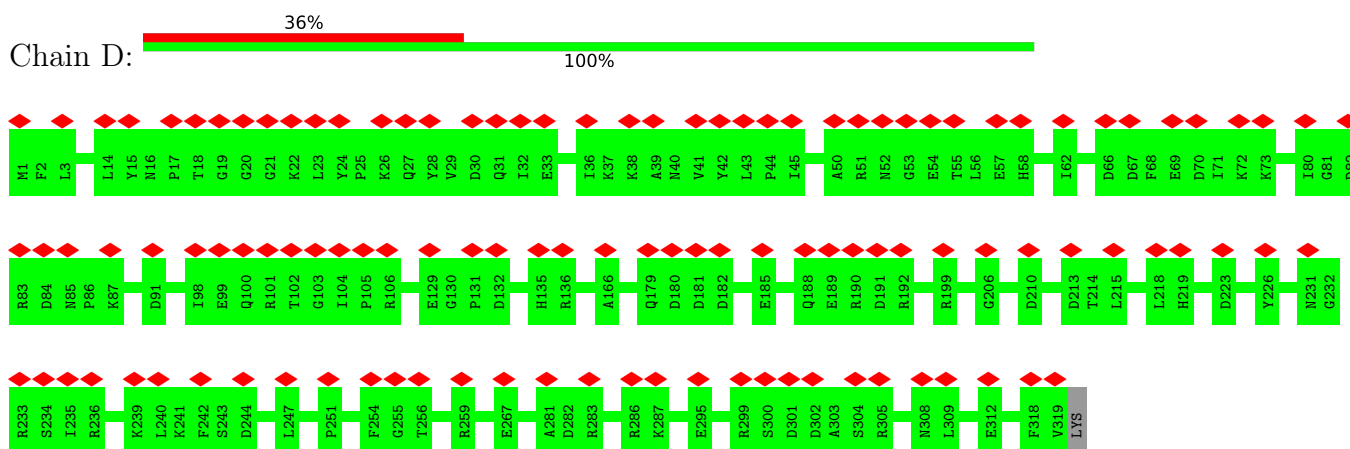 36%
Chain D:
100%
M1 F2 L3 L14 Y15 N16 P17 T18 G19 G20 G21 K22 L23 Y24 P25 K26 Q27 Y28 V29 D30 Q31 I32 E33 I36 K37 K38 A39 N40 V41 Y42 L43 P44 I45 A50 R51 N52 G53 E54 T55 L56 E57 H58 I62 D66 D67 F68 E69 D70 I71 K72 K73 I80 G81
R83 D84 N85 P86 K87 D91 I98 E99 Q100 R101 T102 G103 I104 P105 R106 E129 G130 P131 D132 H135 R136 A166 Q179 D180 D181 D182 E185 Q188 E189 R190 D191 R192 R199 G206 D210 D213 T214 L215 L218 H219 D223 Y226 N231 G232
R233 S234 I235 R236 K239 L240 K241 F242 S243 D244 L247 P251 F254 G255 T256 R259 E267 A281 D282 R283 R286 K287 E295 R299 S300 D301 D302 A303 S304 R305 N308 L309 E312 F318 V319 LYS